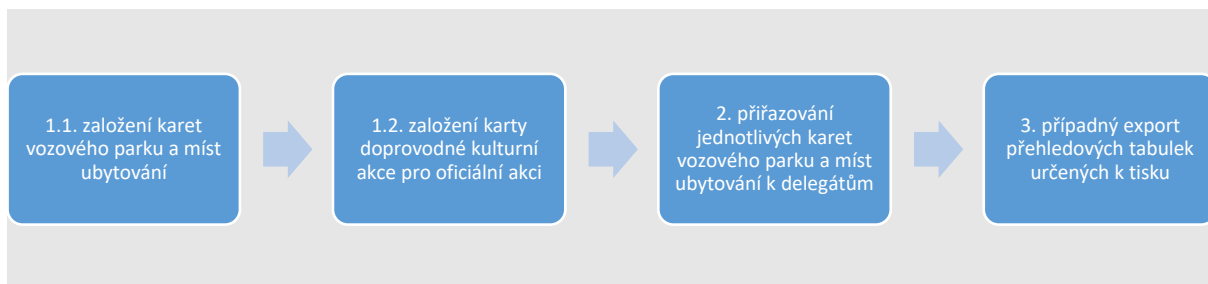 1.1. založení karet
vozového parku a míst
ubytování
1.2. založení karty
doprovodné kulturní
akce pro oficiální akci
2. přiřazování
jednotlivých karet
vozového parku a míst
ubytování k delegátům
3. případný export
přehledových tabulek
určených k tisku